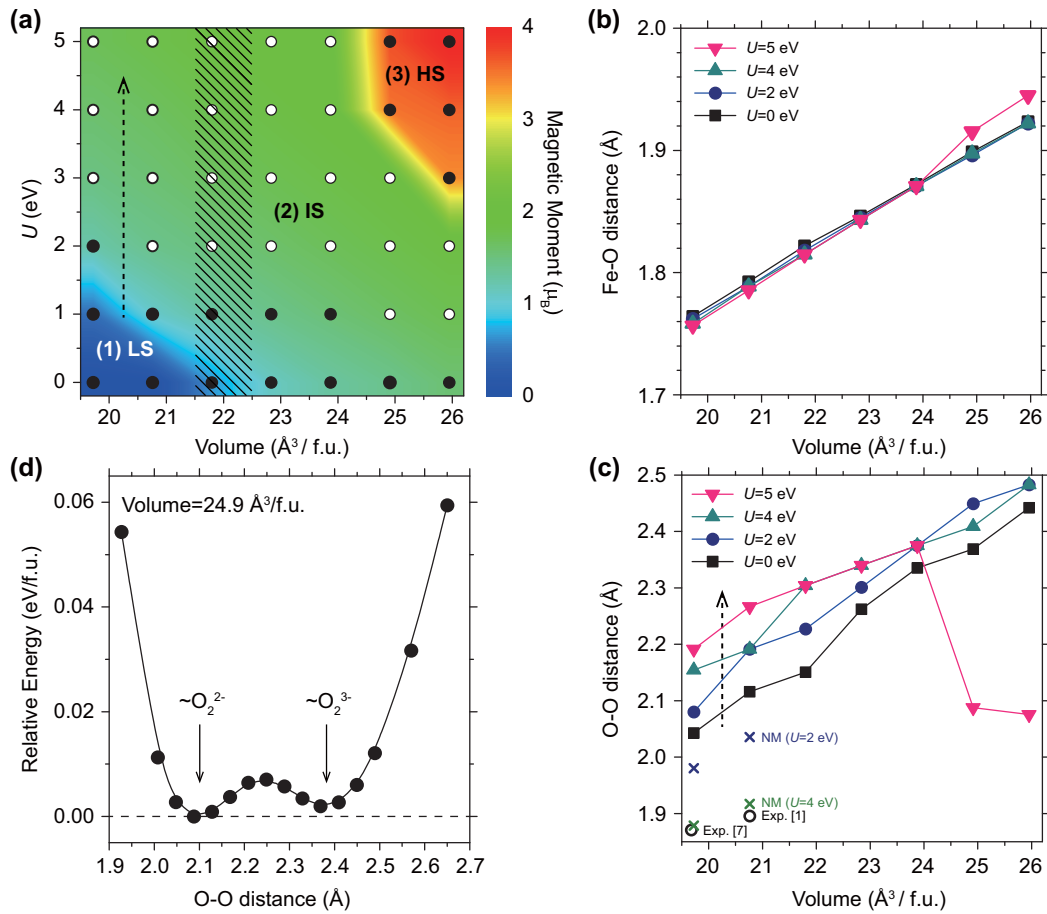 (a)
5
4
3
2
1
0
U (eV)
(3) HS
(2) IS
(1) LS
20 21 22 23 24 25 26
Volume (Å³ / f.u.)
4
3
2
1
0
Magnetic Moment (μB)
(b)
2.0
1.9
1.8
1.7
Fe-O distance (Å)
U=5 eV
U=4 eV
U=2 eV
U=0 eV
20 21 22 23 24 25 26
Volume (Å³ / f.u.)
(d)
Volume=24.9 Å³/f.u.
0.06
0.04
0.02
0.00
Relative Energy (eV/f.u.)
~O₂²⁻
~O₂³⁻
1.9 2.0 2.1 2.2 2.3 2.4 2.5 2.6 2.7
O-O distance (Å)
(c)
2.5
2.4
2.3
2.2
2.1
2.0
1.9
1.8
O-O distance (Å)
U=5 eV
U=4 eV
U=2 eV
U=0 eV
NM (U=2 eV)
NM (U=4 eV)
Exp. [1]
Exp. [7]
20 21 22 23 24 25 26
Volume (Å³ / f.u.)